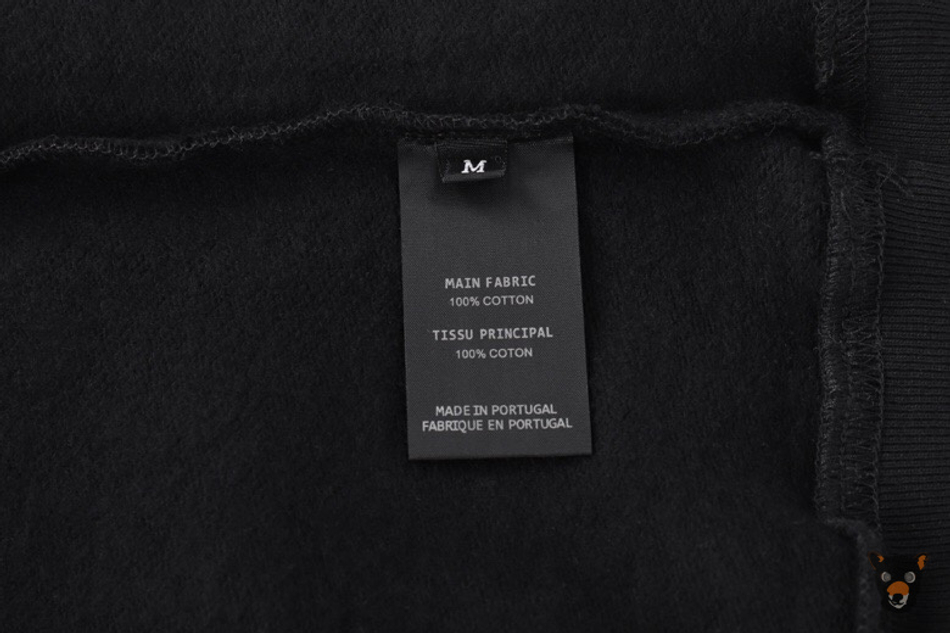 M
MAIN FABRIC
100% COTTON
TISSU PRINCIPAL
100% COTON
MADE IN PORTUGAL
FABRIQUE EN PORTUGAL